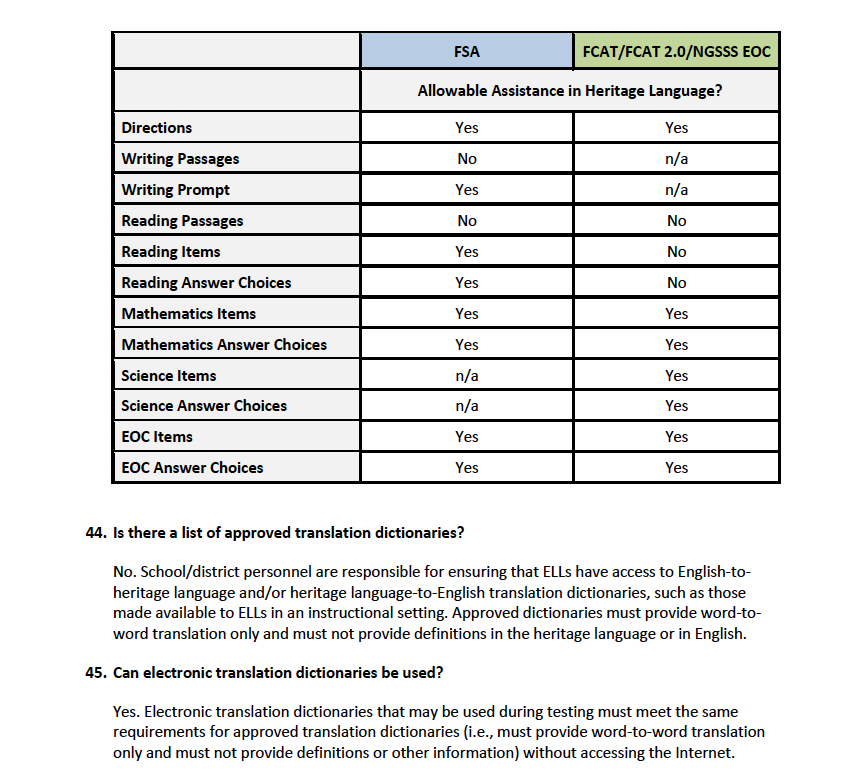 FSA FCAT/FCAT 2.0/NGSSS EOC
Allowable Assistance in Heritage Language?
Directions Yes Yes
Writing Passages No n/a
Writing Prompt Yes n/a
Reading Passages No No
Reading Items Yes No
Reading Answer Choices Yes No
Mathematics Items Yes Yes
Mathematics Answer Choices Yes Yes
Science Items n/a Yes
Science Answer Choices n/a Yes
EOC Items Yes Yes
EOC Answer Choices Yes Yes
44. Is there a list of approved translation dictionaries?
No. School/district personnel are responsible for ensuring that ELLs have access to English-to-
heritage language and/or heritage language-to-English translation dictionaries, such as those
made available to ELLs in an instructional setting. Approved dictionaries must provide word-to-
word translation only and must not provide definitions in the heritage language or in English.
45. Can electronic translation dictionaries be used?
Yes. Electronic translation dictionaries that may be used during testing must meet the same
requirements for approved translation dictionaries (i.e., must provide word-to-word translation
only and must not provide definitions or other information) without accessing the Internet.